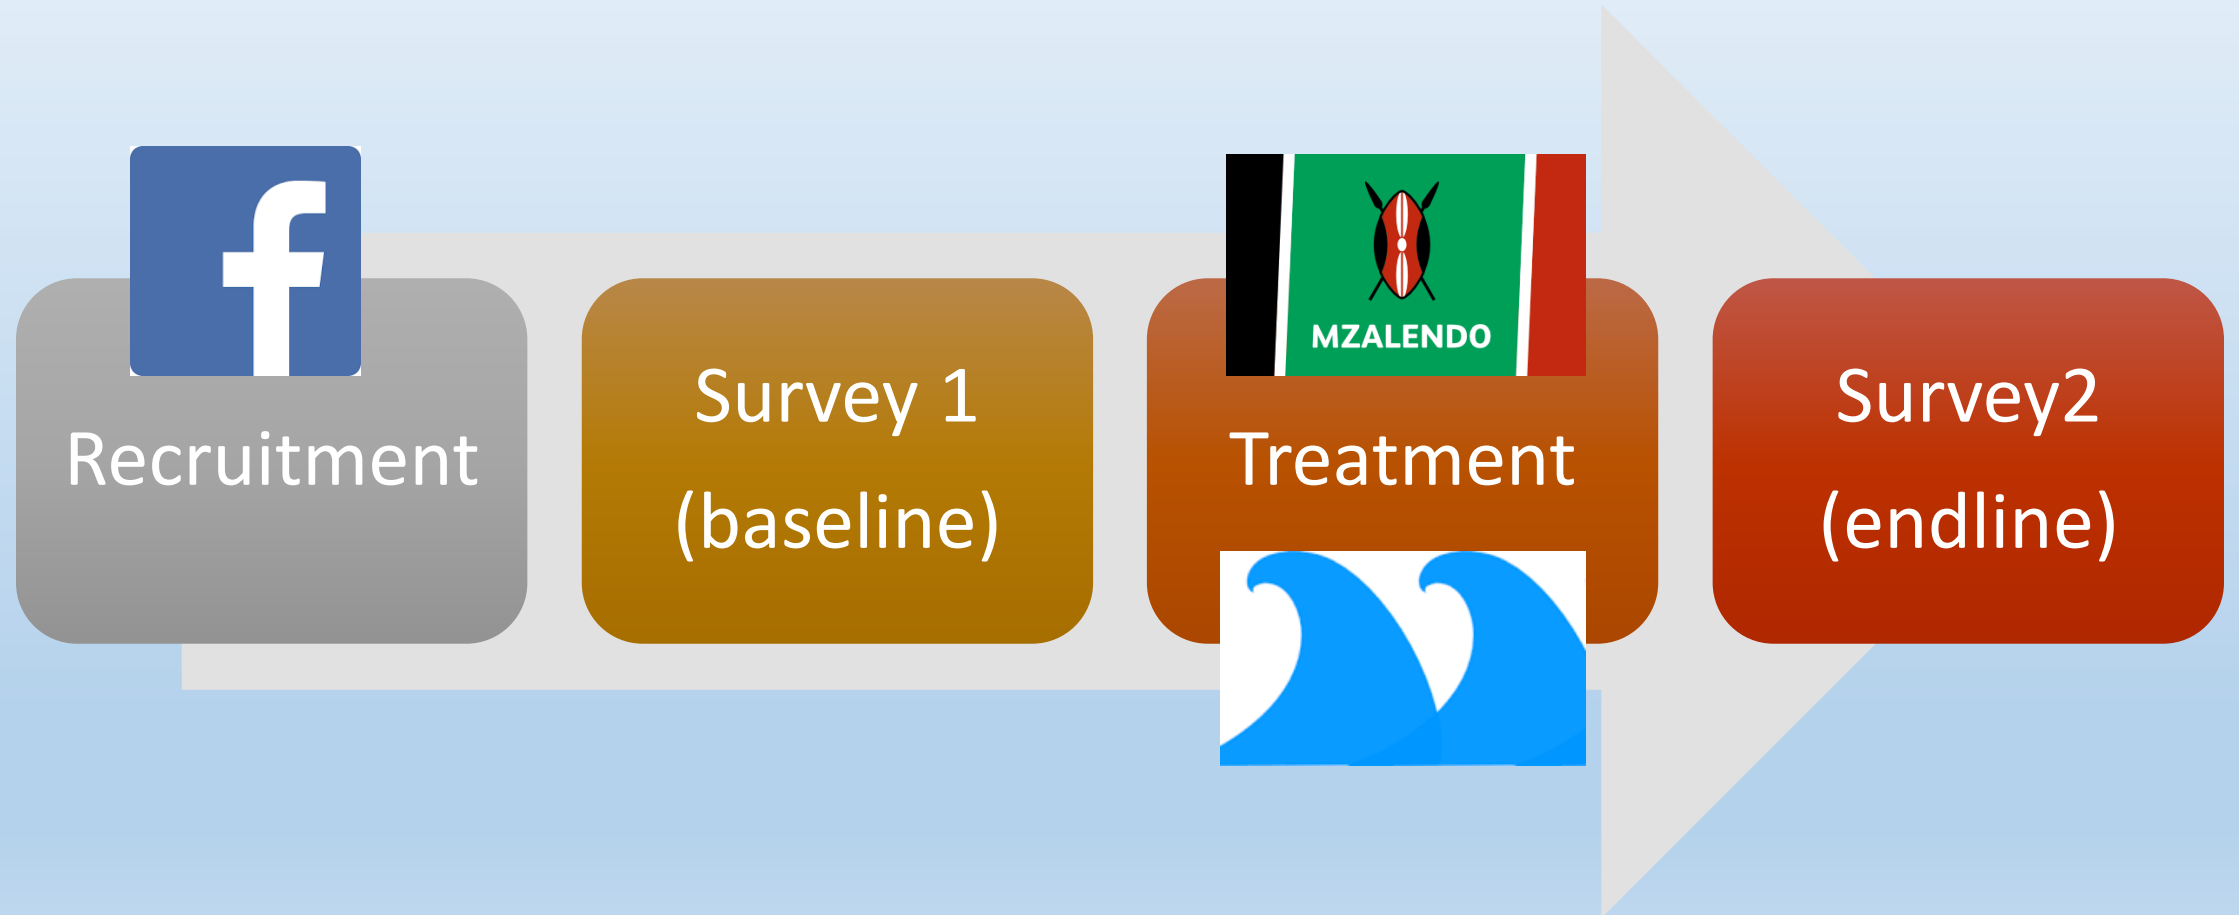 Recruitment
Survey 1
(baseline)
MZALENDO
Treatment
Survey2
(endline)